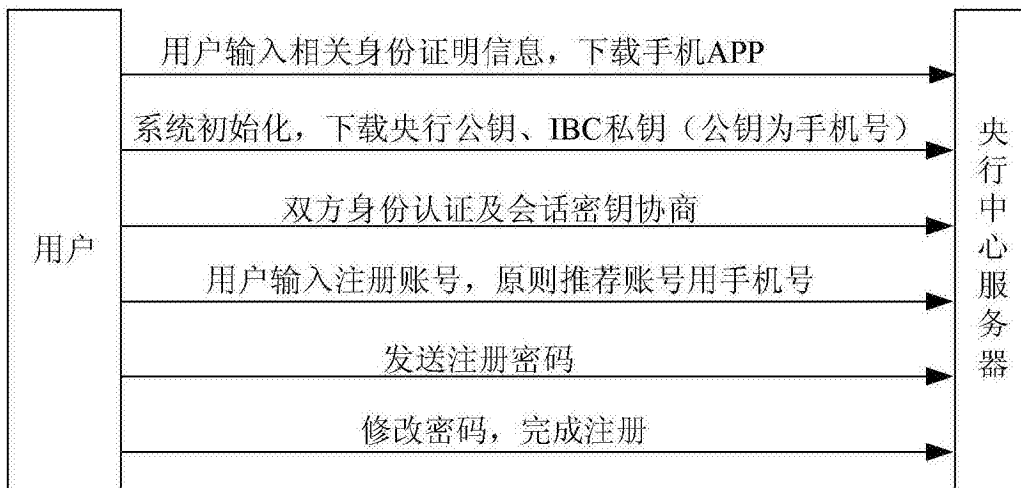 用户输入相关身份证明信息，下载手机APP
系统初始化，下载央行公钥、IBC私钥（公钥为手机号）
双方身份认证及会话密钥协商
用户
用户输入注册账号，原则推荐账号用手机号
发送注册密码
修改密码，完成注册
央行中心服务器